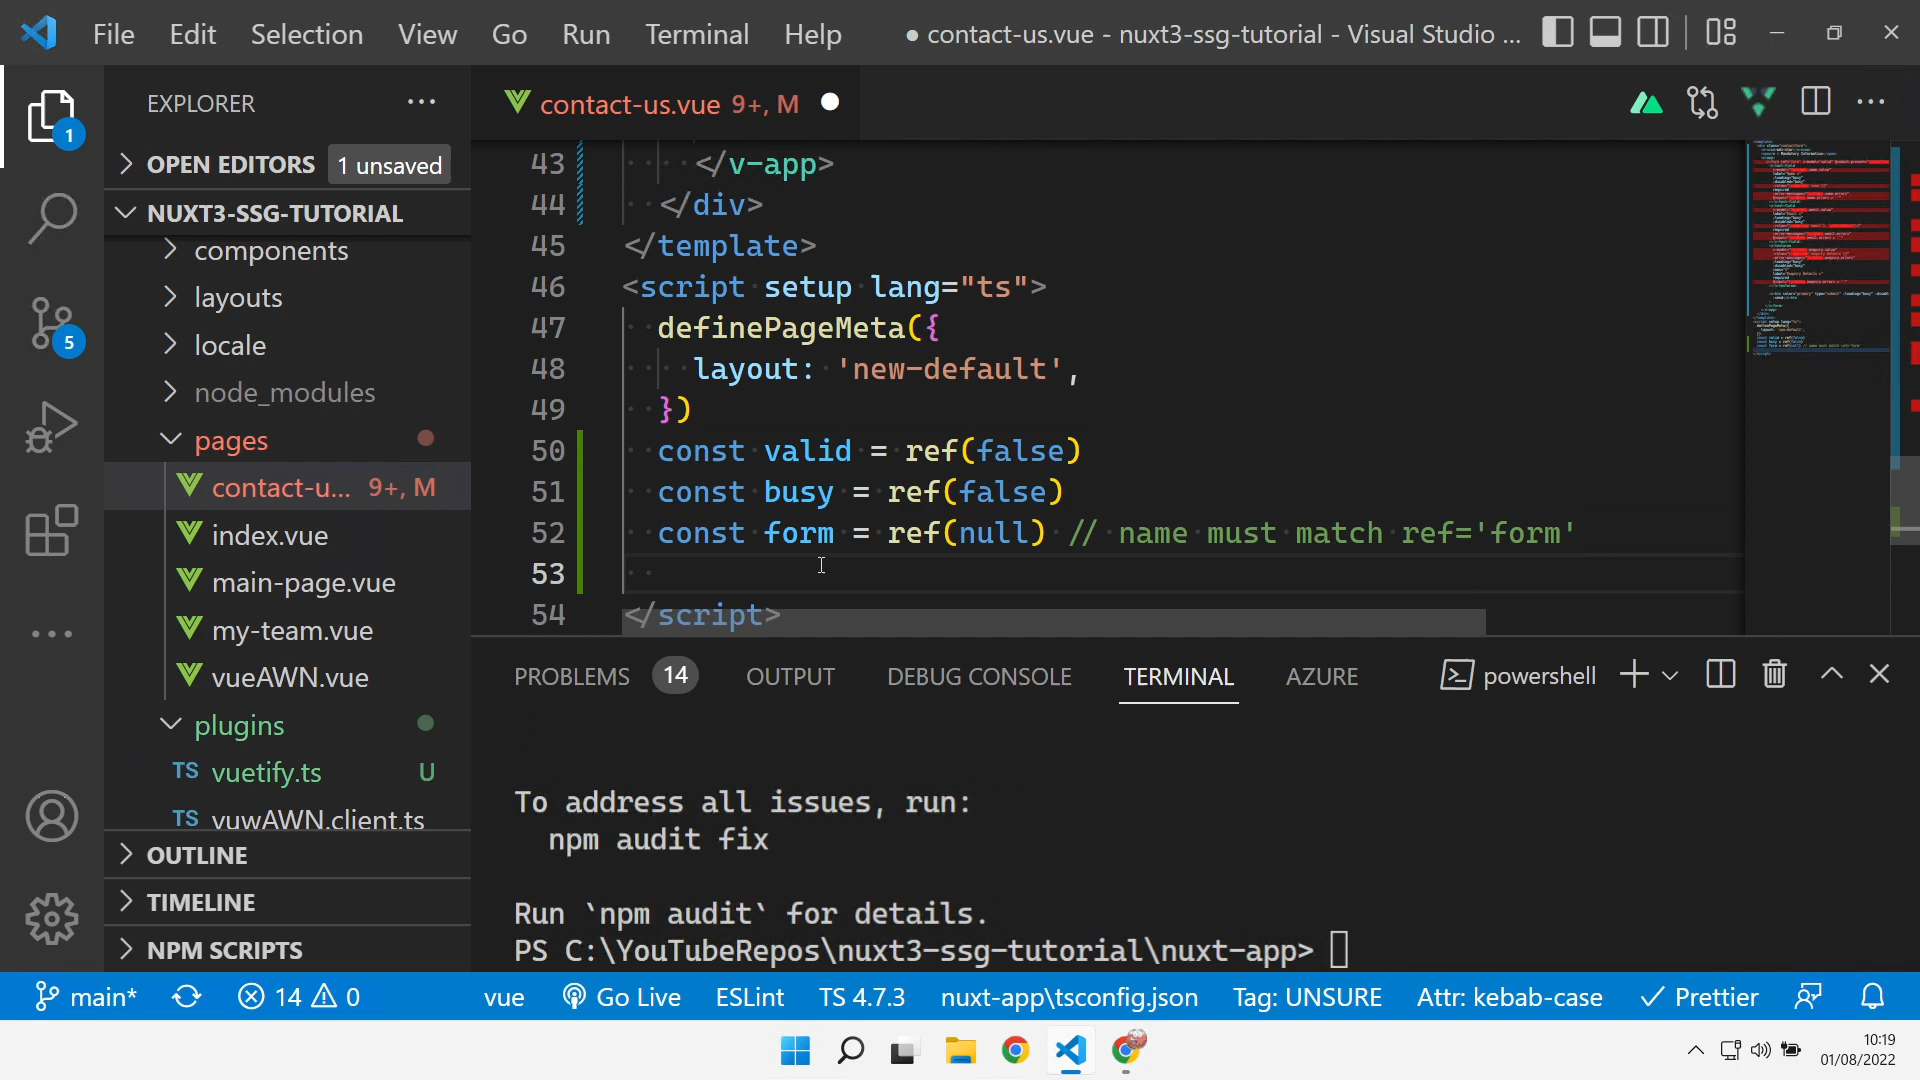 File Edit Selection View Go Run Terminal Help
● contact-us.vue - nuxt3-ssg-tutorial - Visual Studio ...
EXPLORER ...
contact-us.vue 9+, M
1
OPEN EDITORS 1 unsaved
NUXT3-SSG-TUTORIAL
components
layouts
5
locale
node_modules
pages
contact-u... 9+, M
index.vue
main-page.vue
my-team.vue
vueAWN.vue
plugins
TS vuetify.ts U
TS vuwAWN.client.ts
OUTLINE
TIMELINE
NPM SCRIPTS
43 </v-app>
44 </div>
45 </template>
46 <script setup lang="ts">
47 definePageMeta({
48 layout: 'new-default',
49 })
50 const valid = ref(false)
51 const busy = ref(false)
52 const form = ref(null) // name must match ref='form'
53
54 </script>
PROBLEMS 14 OUTPUT DEBUG CONSOLE TERMINAL AZURE powershell
To address all issues, run:
npm audit fix
Run `npm audit` for details.
PS C:\YouTubeRepos\nuxt3-ssg-tutorial\nuxt-app>
main* 14 0 vue Go Live ESLint TS 4.7.3 nuxt-app\tsconfig.json Tag: UNSURE Attr: kebab-case Prettier
10:19
01/08/2022